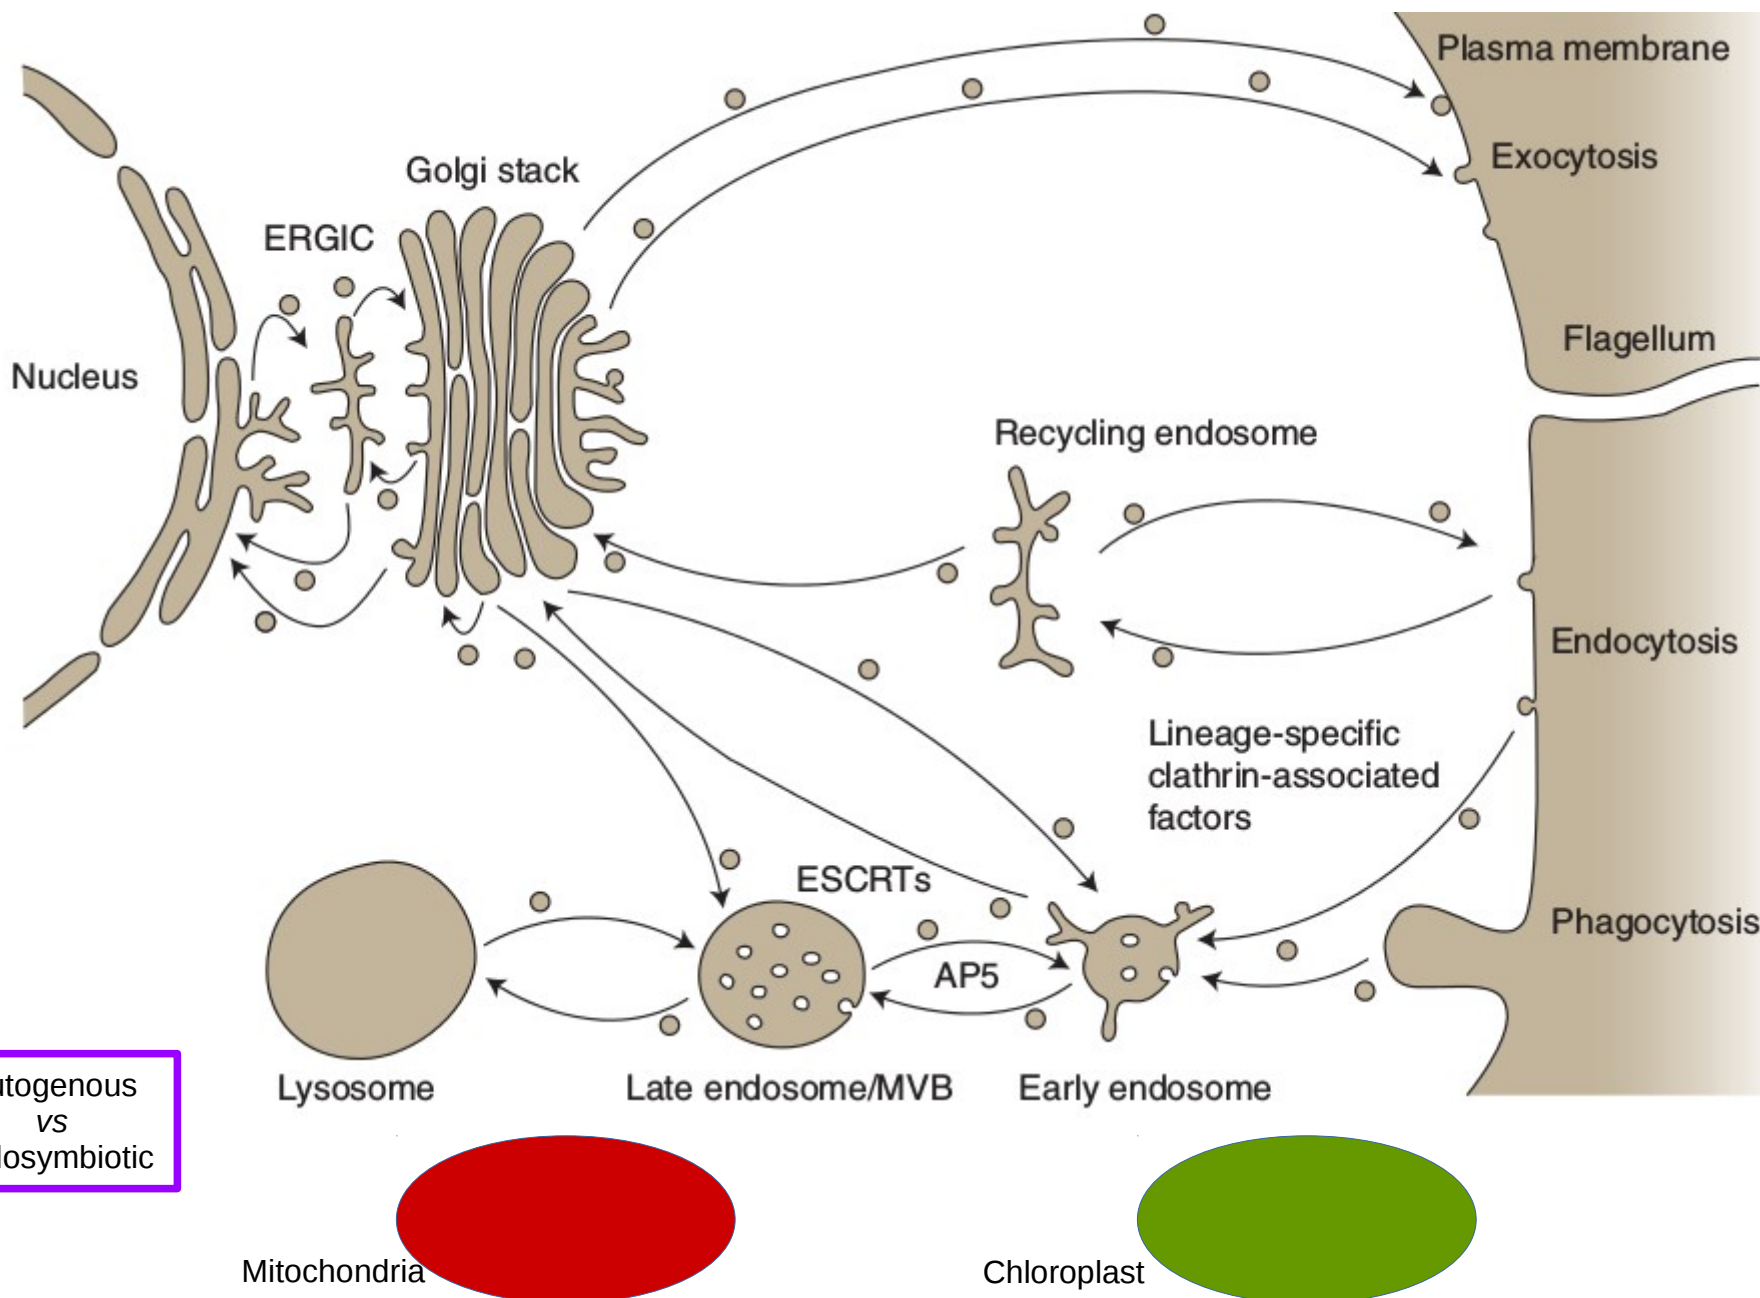 Plasma membrane
Exocytosis
Golgi stack
ERGIC
Flagellum
Nucleus
Recycling endosome
Endocytosis
Lineage-specific
clathrin-associated
factors
ESCRTs
Phagocytosis
AP5
Lysosome
Late endosome/MVB
Early endosome
vs
Mitochondria
Chloroplast